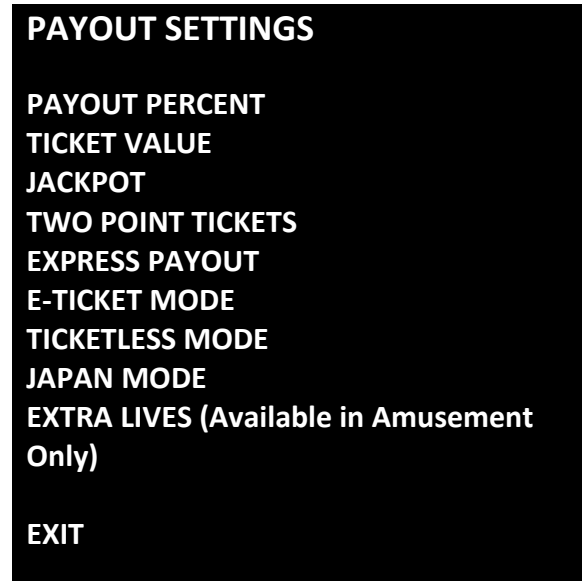 PAYOUT SETTINGS
PAYOUT PERCENT
TICKET VALUE
JACKPOT
TWO POINT TICKETS
EXPRESS PAYOUT
E-TICKET MODE
TICKETLESS MODE
JAPAN MODE
EXTRA LIVES (Available in Amusement
Only)
EXIT